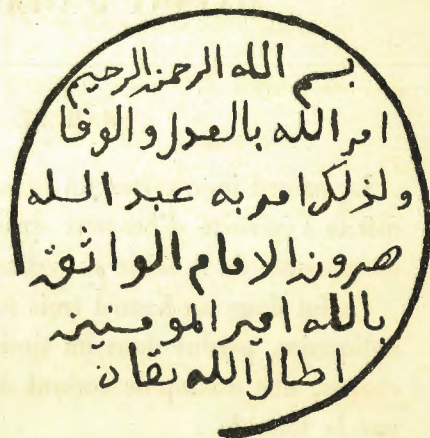 بسم الله الرحمن الرحيم
امر الله بالعدل والوفا
ولذلك امر به عبد الله
هرون الامام الواثق
بالله امير المومنين
اطال الله بقاه